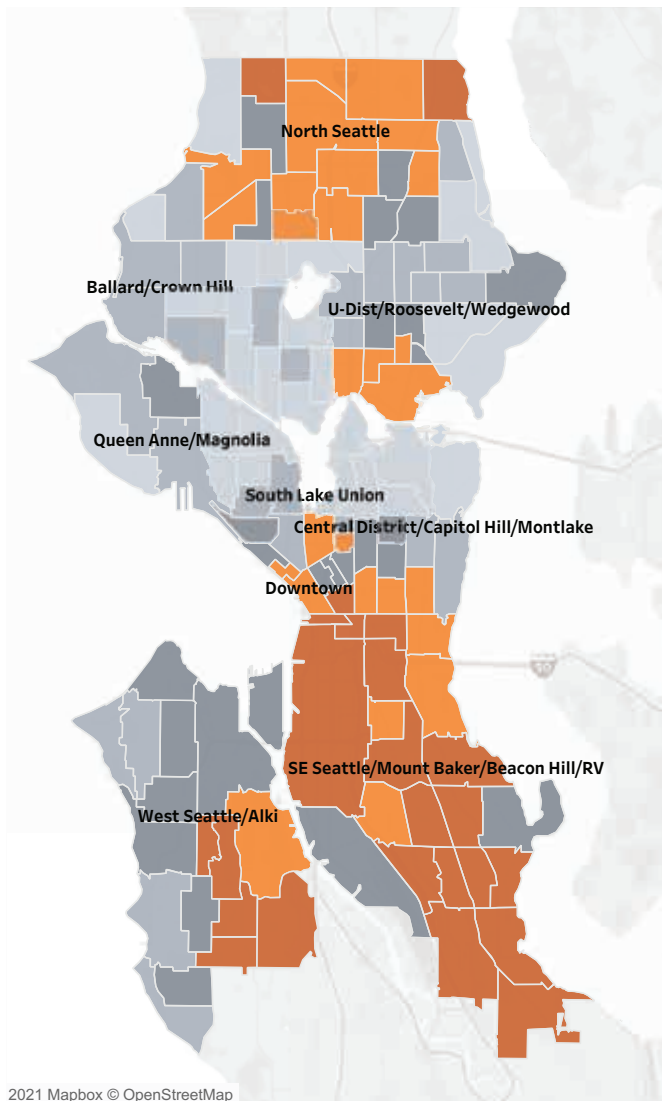 North Seattle
Ballard/Crown Hill
U-Dist/Roosevelt/Wedgewood
Queen Anne/Magnolia
South Lake Union
Central District/Capitol Hill/Montlake
Downtown
SE Seattle/Mount Baker/Beacon Hill/RV
West Seattle/Alki
2021 Mapbox © OpenStreetMap